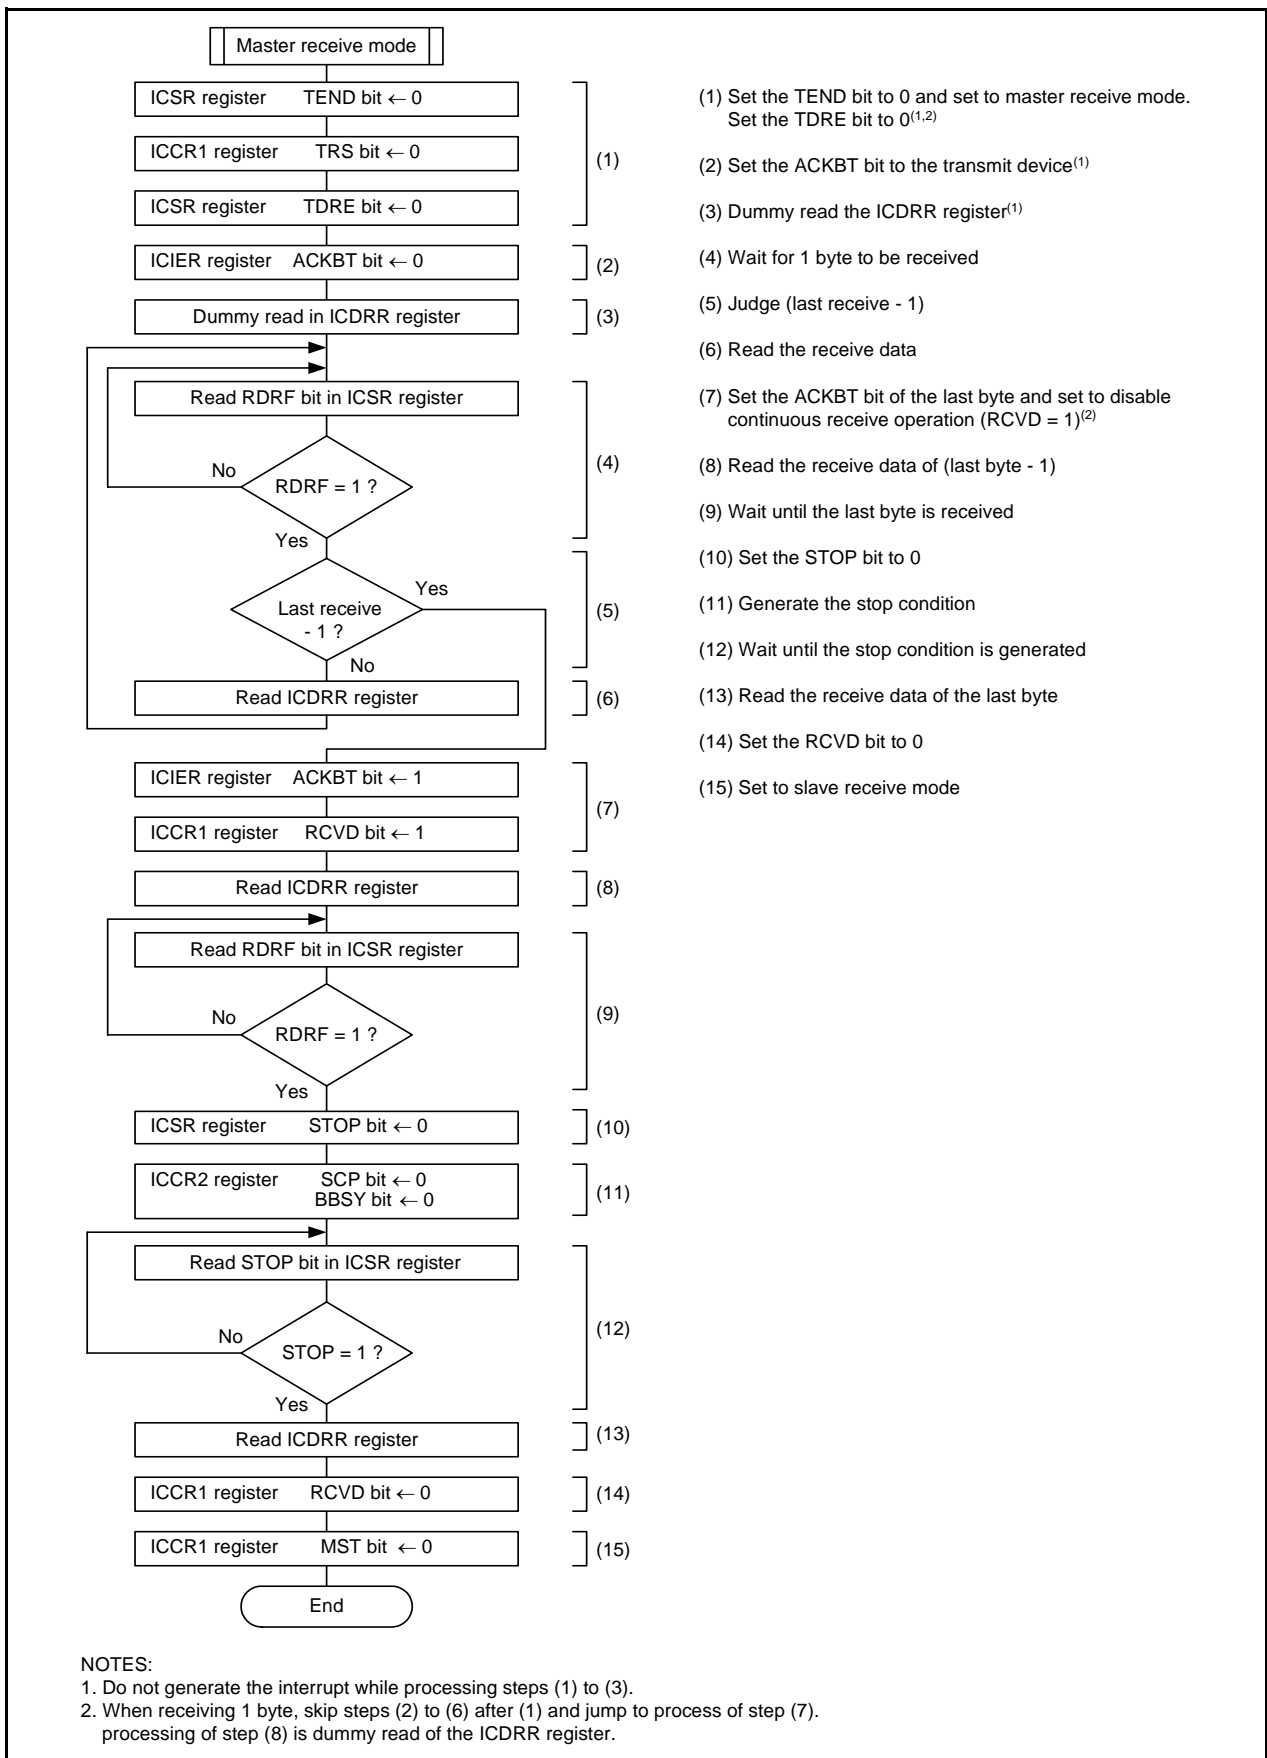 Master receive mode
ICSR register TEND bit ← 0
ICCR1 register TRS bit ← 0
ICSR register TDRE bit ← 0
(1)
ICIER register ACKBT bit ← 0
(2)
Dummy read in ICDRR register
(3)
Read RDRF bit in ICSR register
No
RDRF = 1 ?
(4)
Yes
Last receive
- 1 ?
Yes
(5)
No
Read ICDRR register
(6)
ICIER register ACKBT bit ← 1
ICCR1 register RCVD bit ← 1
(7)
Read ICDRR register
(8)
Read RDRF bit in ICSR register
No
RDRF = 1 ?
(9)
Yes
ICSR register STOP bit ← 0
(10)
ICCR2 register SCP bit ← 0
BBSY bit ← 0
(11)
Read STOP bit in ICSR register
No
STOP = 1 ?
(12)
Yes
Read ICDRR register
(13)
ICCR1 register RCVD bit ← 0
(14)
ICCR1 register MST bit ← 0
(15)
End
(1) Set the TEND bit to 0 and set to master receive mode.
Set the TDRE bit to 0(1,2)
(2) Set the ACKBT bit to the transmit device(1)
(3) Dummy read the ICDRR register(1)
(4) Wait for 1 byte to be received
(5) Judge (last receive - 1)
(6) Read the receive data
(7) Set the ACKBT bit of the last byte and set to disable
continuous receive operation (RCVD = 1)(2)
(8) Read the receive data of (last byte - 1)
(9) Wait until the last byte is received
(10) Set the STOP bit to 0
(11) Generate the stop condition
(12) Wait until the stop condition is generated
(13) Read the receive data of the last byte
(14) Set the RCVD bit to 0
(15) Set to slave receive mode
NOTES:
1. Do not generate the interrupt while processing steps (1) to (3).
2. When receiving 1 byte, skip steps (2) to (6) after (1) and jump to process of step (7).
processing of step (8) is dummy read of the ICDRR register.